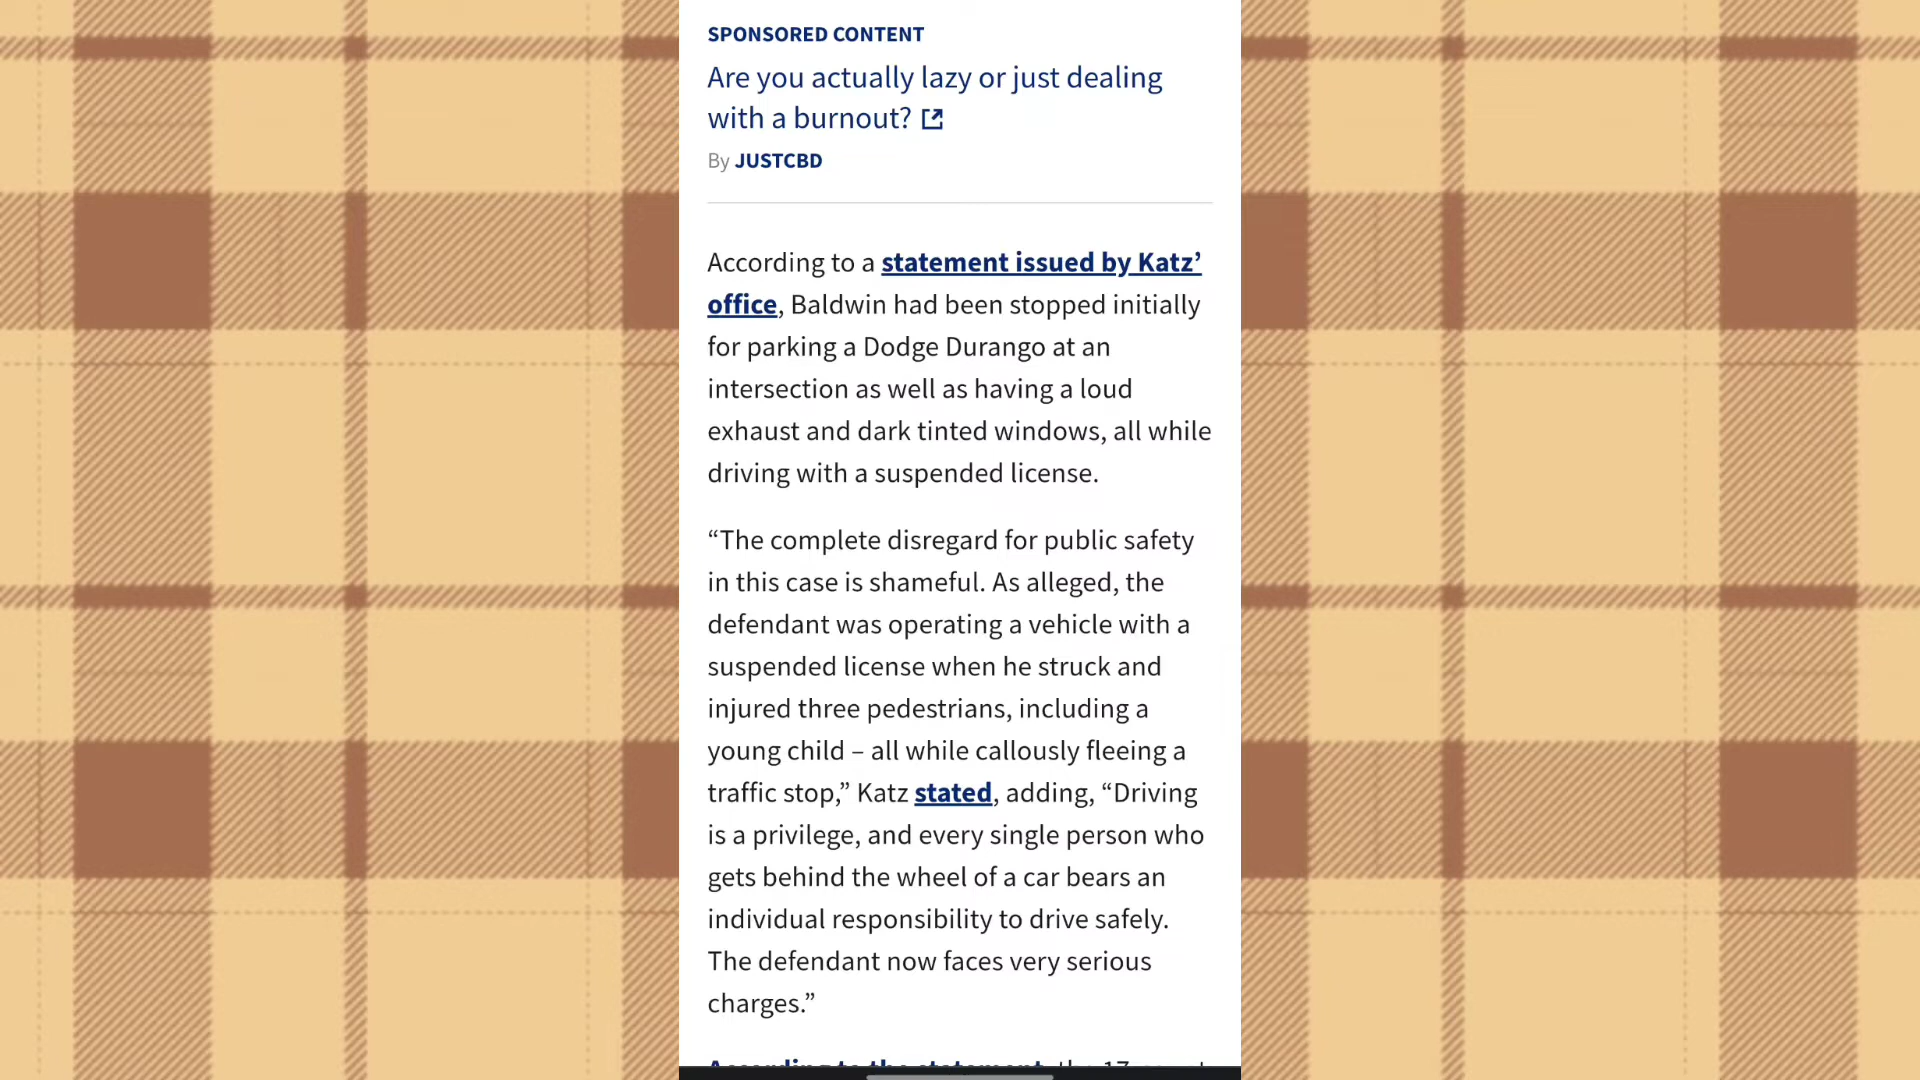 SPONSORED CONTENT
Are you actually lazy or just dealing
with a burnout?
By JUSTCBD
According to a statement issued by Katz’
office, Baldwin had been stopped initially
for parking a Dodge Durango at an
intersection as well as having a loud
exhaust and dark tinted windows, all while
driving with a suspended license.
“The complete disregard for public safety
in this case is shameful. As alleged, the
defendant was operating a vehicle with a
suspended license when he struck and
injured three pedestrians, including a
young child – all while callously fleeing a
traffic stop,” Katz stated, adding, “Driving
is a privilege, and every single person who
gets behind the wheel of a car bears an
individual responsibility to drive safely.
The defendant now faces very serious
charges.”
According to the statement, the 17